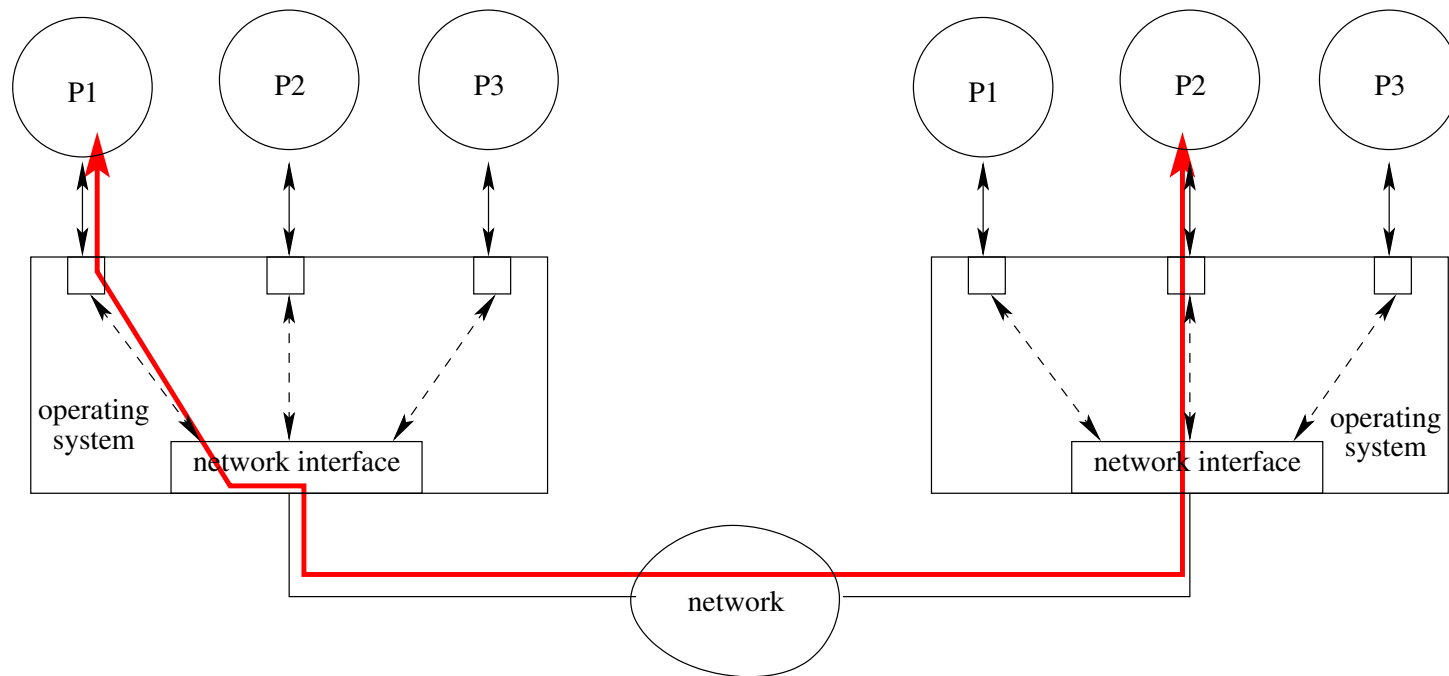 P1
P2
P3
P1
P2
P3
operating
system
network interface
network interface
operating
system
network